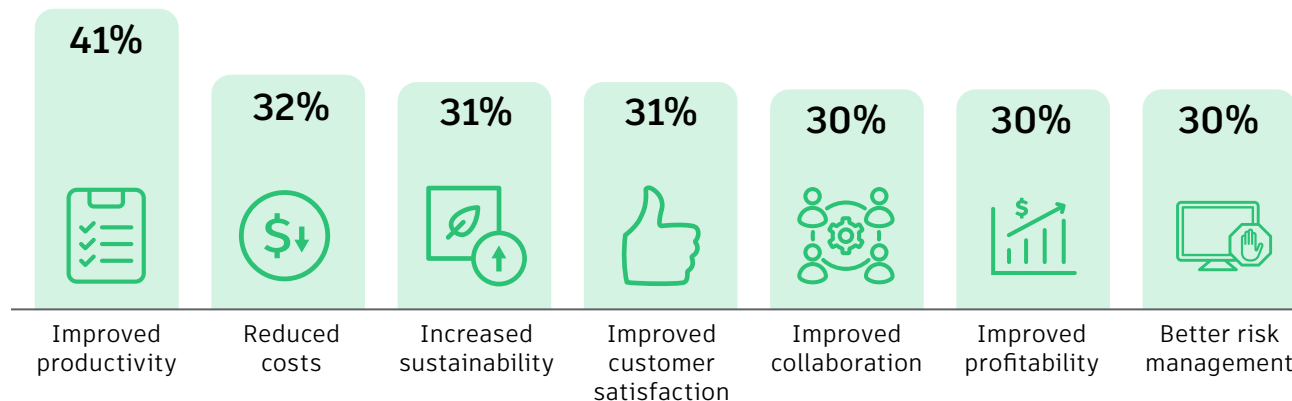 41%
32%
31%
31%
30%
30%
30%
$
$
Improved
productivity
Reduced
costs
Increased
sustainability
Improved
customer
satisfaction
Improved
collaboration
Improved
profitability
Better risk
management